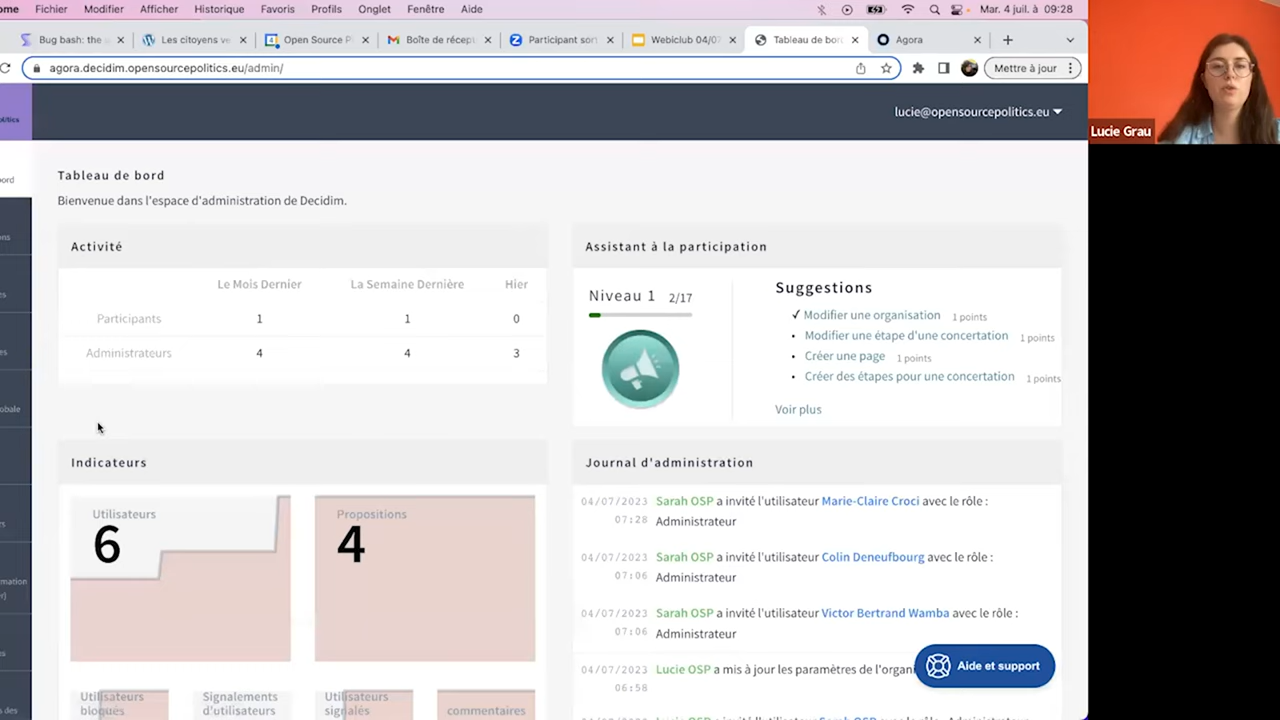 ome Fichier Modifier Afficher Historique Favoris Profils Onglet Fenêtre Aide Mar. 4 juil. à 09:28
Bug bash: the Les citoyens ve Open Source P Boîte de récept Participant sort Webiclub 04/07 Tableau de bor Agora
agora.decidim.opensourcepolitics.eu/admin/ Mettre à jour
Lucie Grau
lucie@opensourcepolitics.eu
Tableau de bord
Bienvenue dans l'espace d'administration de Decidim.
Activité
Le Mois Dernier La Semaine Dernière Hier
Participants 1 1 0
Administrateurs 4 4 3
Assistant à la participation
Niveau 1 2/17
Suggestions
✓ Modifier une organisation 1 points
• Modifier une étape d'une concertation 1 points
• Créer une page 1 points
• Créer des étapes pour une concertation 1 points
Voir plus
Indicateurs
Utilisateurs
6
Propositions
4
Utilisateurs bloqués
Signalements d'utilisateurs
Utilisateurs signalés
commentaires
Journal d'administration
04/07/2023 Sarah OSP a invité l'utilisateur Marie-Claire Croci avec le rôle :
07:28 Administrateur
04/07/2023 Sarah OSP a invité l'utilisateur Colin Deneufbourg avec le rôle :
07:06 Administrateur
04/07/2023 Sarah OSP a invité l'utilisateur Victor Bertrand Wamba avec le rôle :
07:06 Administrateur
04/07/2023 Lucie OSP a mis à jour les paramètres de l'organi
06:58
Aide et support